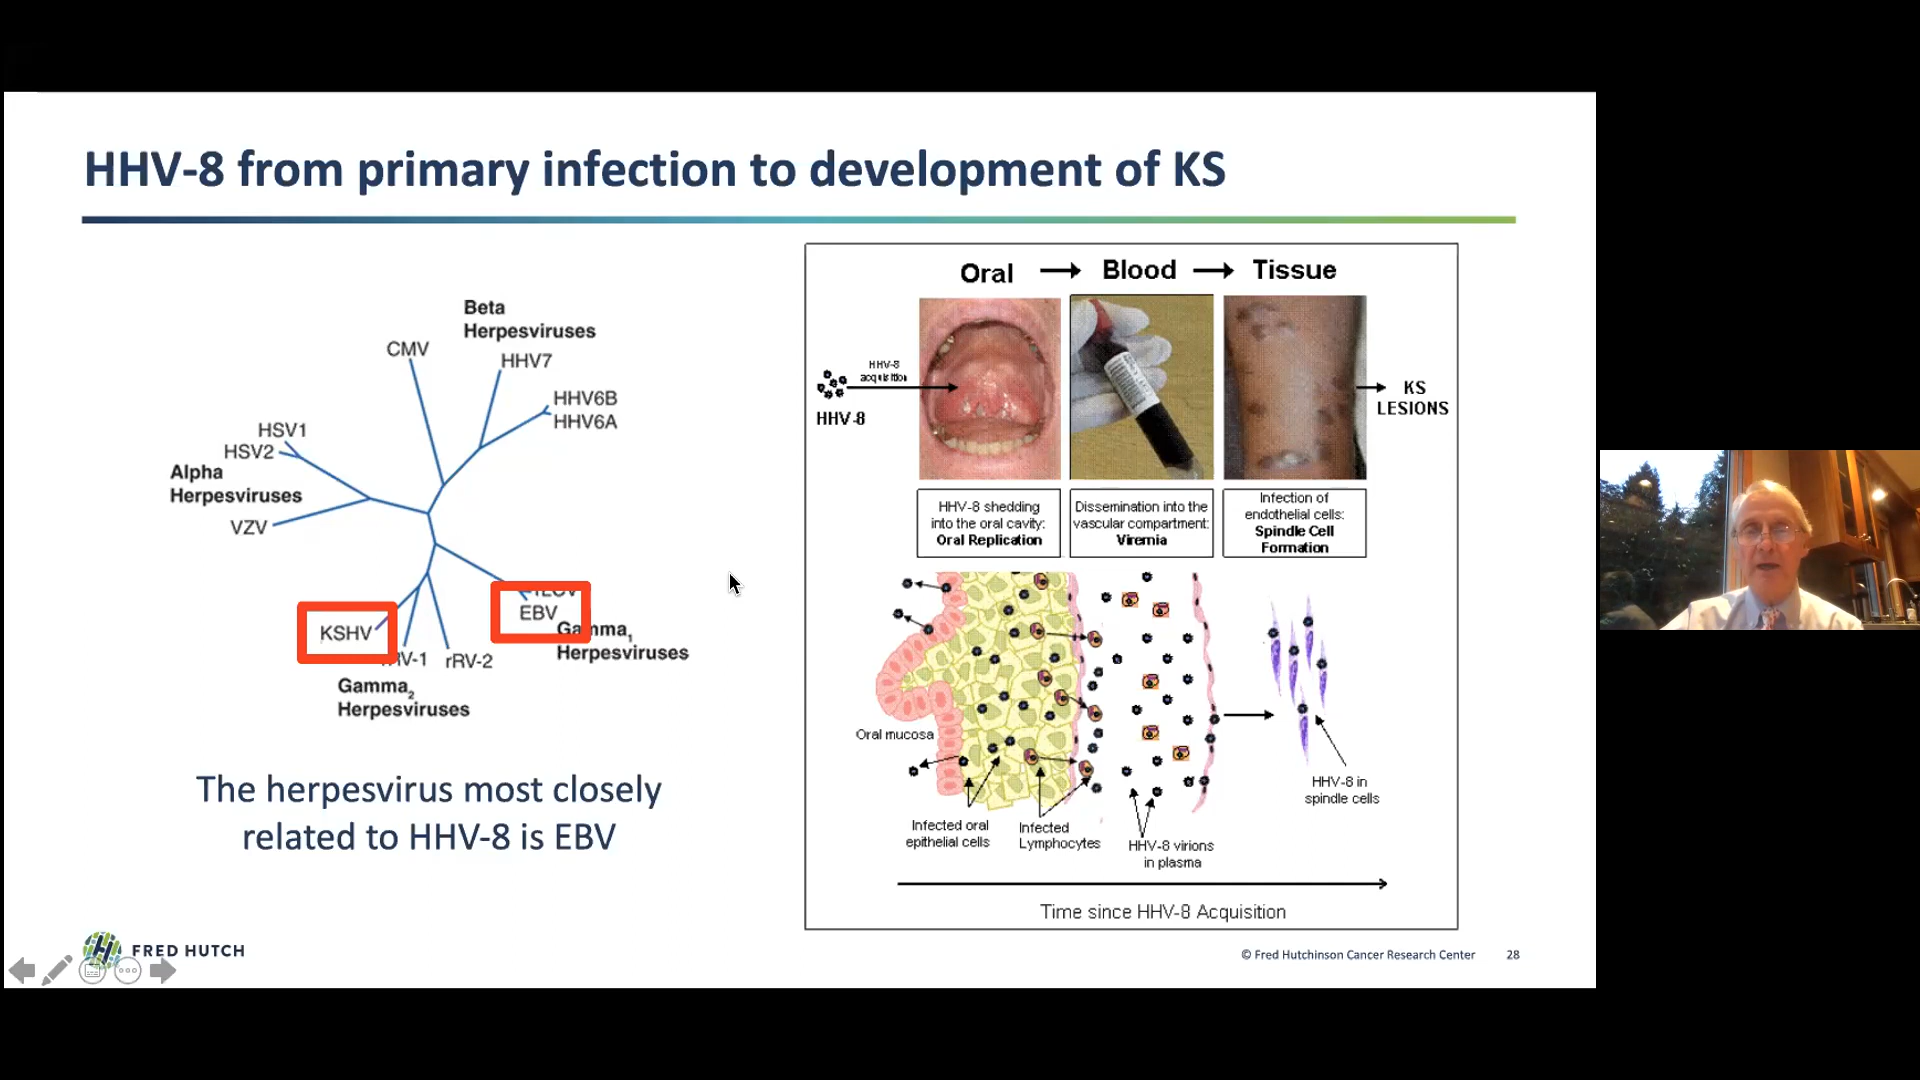 HHV-8 from primary infection to development of KS
Beta
Herpesviruses
CMV
HHV7
HHV6B
HHV6A
HSV1
HSV2
Alpha
Herpesviruses
VZV
KSHV
EBV
Gamma1
Herpesviruses
rRV-2
Gamma2
Herpesviruses
The herpesvirus most closely
related to HHV-8 is EBV
Oral
Blood
Tissue
HHV-8
acquisition
HHV-8
KS
LESIONS
HHV-8 shedding
into the oral cavity:
Oral Replication
Dissemination into the
vascular compartment:
Viremia
Infection of
endothelial cells:
Spindle Cell
Formation
Oral mucosa
Infected oral
epithelial cells
Infected
Lymphocytes
HHV-8 virions
in plasma
HHV-8 in
spindle cells
Time since HHV-8 Acquisition
FRED HUTCH
© Fred Hutchinson Cancer Research Center
28